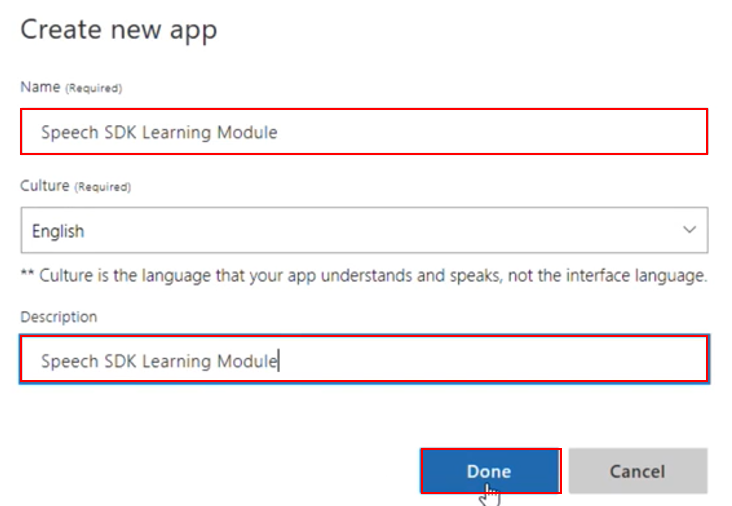 Create new app
Name (Required)
Speech SDK Learning Module
Culture (Required)
English
** Culture is the language that your app understands and speaks, not the interface language.
Description
Speech SDK Learning Module
Done Cancel